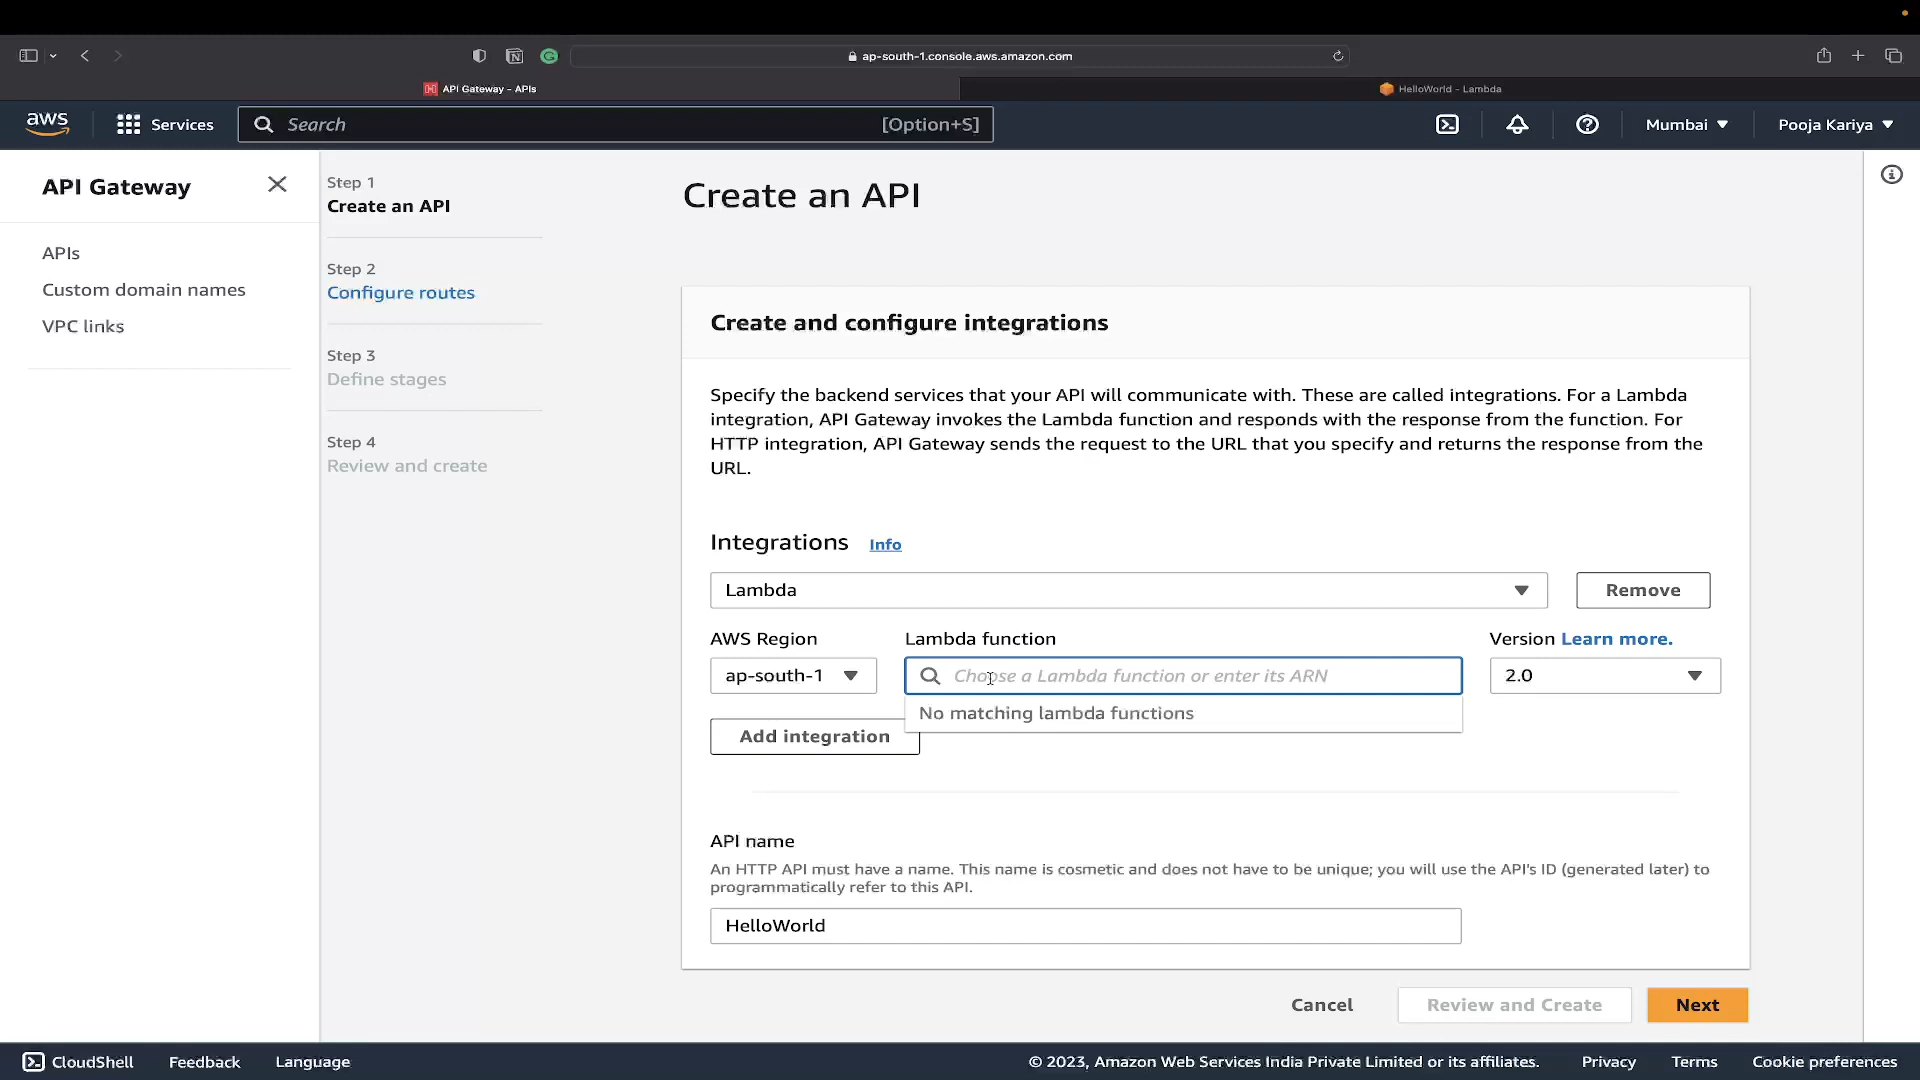 ap-south-1.console.aws.amazon.com
API Gateway - APIs
HelloWorld - Lambda
aws
Services
Search
[Option+S]
Mumbai
Pooja Kariya
API Gateway
APIs
Custom domain names
VPC links
Step 1
Create an API
Step 2
Configure routes
Step 3
Define stages
Step 4
Review and create
Create an API
Create and configure integrations
Specify the backend services that your API will communicate with. These are called integrations. For a Lambda
integration, API Gateway invokes the Lambda function and responds with the response from the function. For
HTTP integration, API Gateway sends the request to the URL that you specify and returns the response from the
URL.
Integrations Info
Lambda
Remove
AWS Region
Lambda function
Version Learn more.
ap-south-1
Choose a Lambda function or enter its ARN
2.0
No matching lambda functions
Add integration
API name
An HTTP API must have a name. This name is cosmetic and does not have to be unique; you will use the API's ID (generated later) to
programmatically refer to this API.
HelloWorld
Cancel
Review and Create
Next
CloudShell
Feedback
Language
© 2023, Amazon Web Services India Private Limited or its affiliates.
Privacy
Terms
Cookie preferences